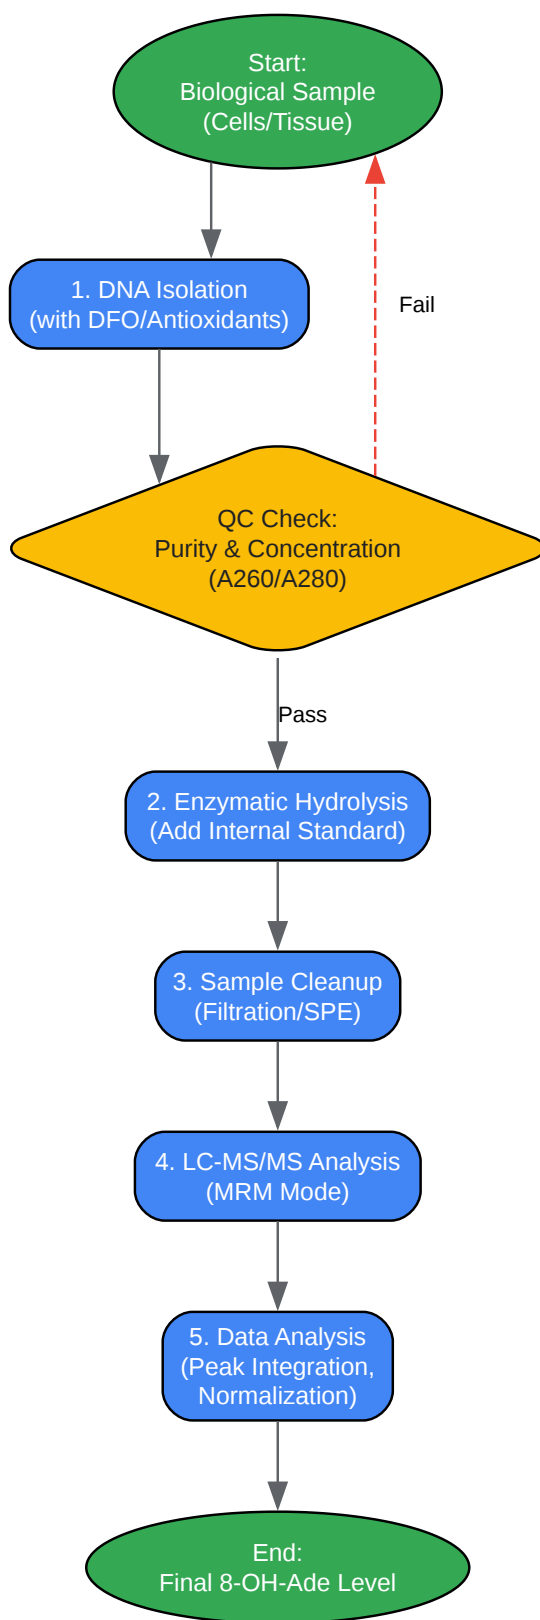 Start:
Biological Sample
(Cells/Tissue)
1. DNA Isolation
(with DFO/Antioxidants)
Fail
QC Check:
Purity & Concentration
(A260/A280)
Pass
2. Enzymatic Hydrolysis
(Add Internal Standard)
3. Sample Cleanup
(Filtration/SPE)
4. LC-MS/MS Analysis
(MRM Mode)
5. Data Analysis
(Peak Integration,
Normalization)
End:
Final 8-OH-Ade Level